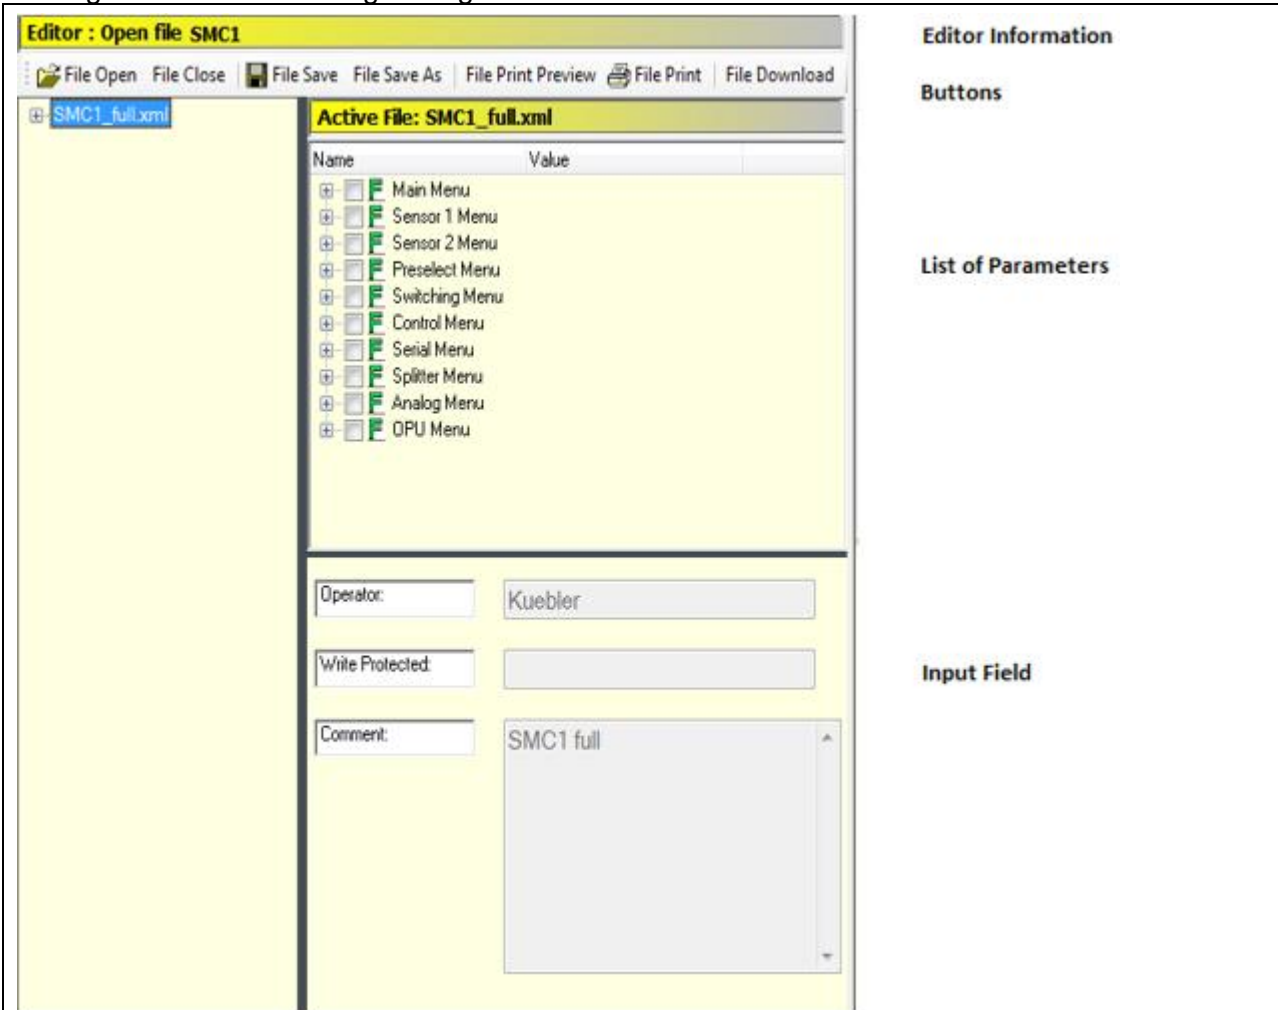 Editor : Open file SMC1
Editor Information
File Open File Close File Save File Save As File Print Preview File Print File Download
Buttons
SMC1_full.xml
Active File: SMC1_full.xml
Name Value
Main Menu
Sensor 1 Menu
Sensor 2 Menu
Preselect Menu
List of Parameters
Switching Menu
Control Menu
Serial Menu
Splitter Menu
Analog Menu
OPU Menu
Operator: Kuebler
Write Protected:
Input Field
Comment: SMC1 full